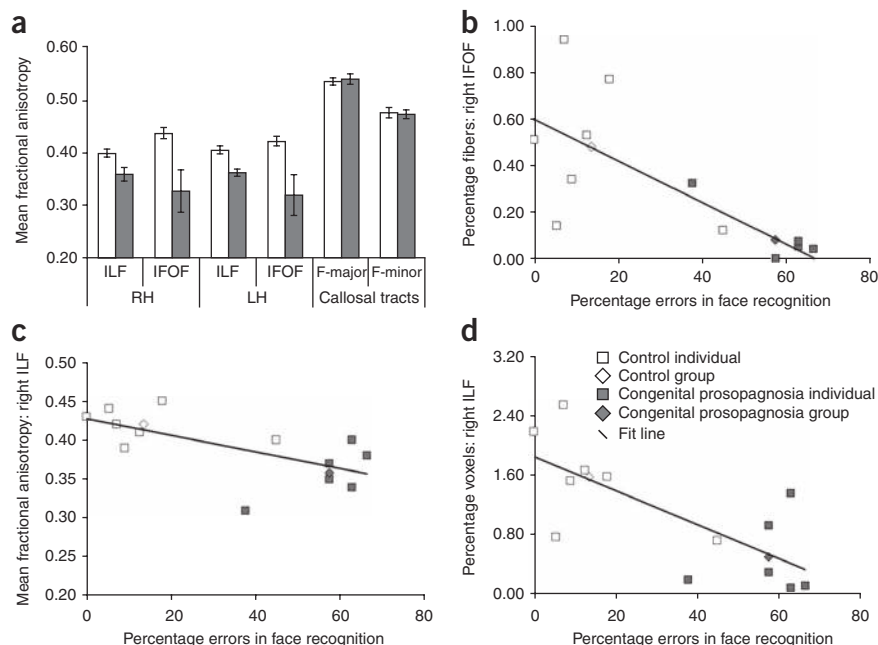 a
Mean fractional anisotropy
0.60
0.50
0.40
0.30
0.20
ILF IFOF ILF IFOF F-major F-minor
RH LH Callosal tracts
b
Percentage fibers: right IFOF
1.00
0.80
0.60
0.40
0.20
0.00
0 20 40 60 80
Percentage errors in face recognition
c
Mean fractional anisotropy: right ILF
0.50
0.45
0.40
0.35
0.30
0.25
0.20
0 20 40 60 80
Percentage errors in face recognition
d
Percentage voxels: right ILF
3.20
2.40
1.60
0.80
0.00
0 20 40 60 80
Percentage errors in face recognition
Control individual
Control group
Congenital prosopagnosia individual
Congenital prosopagnosia group
Fit line